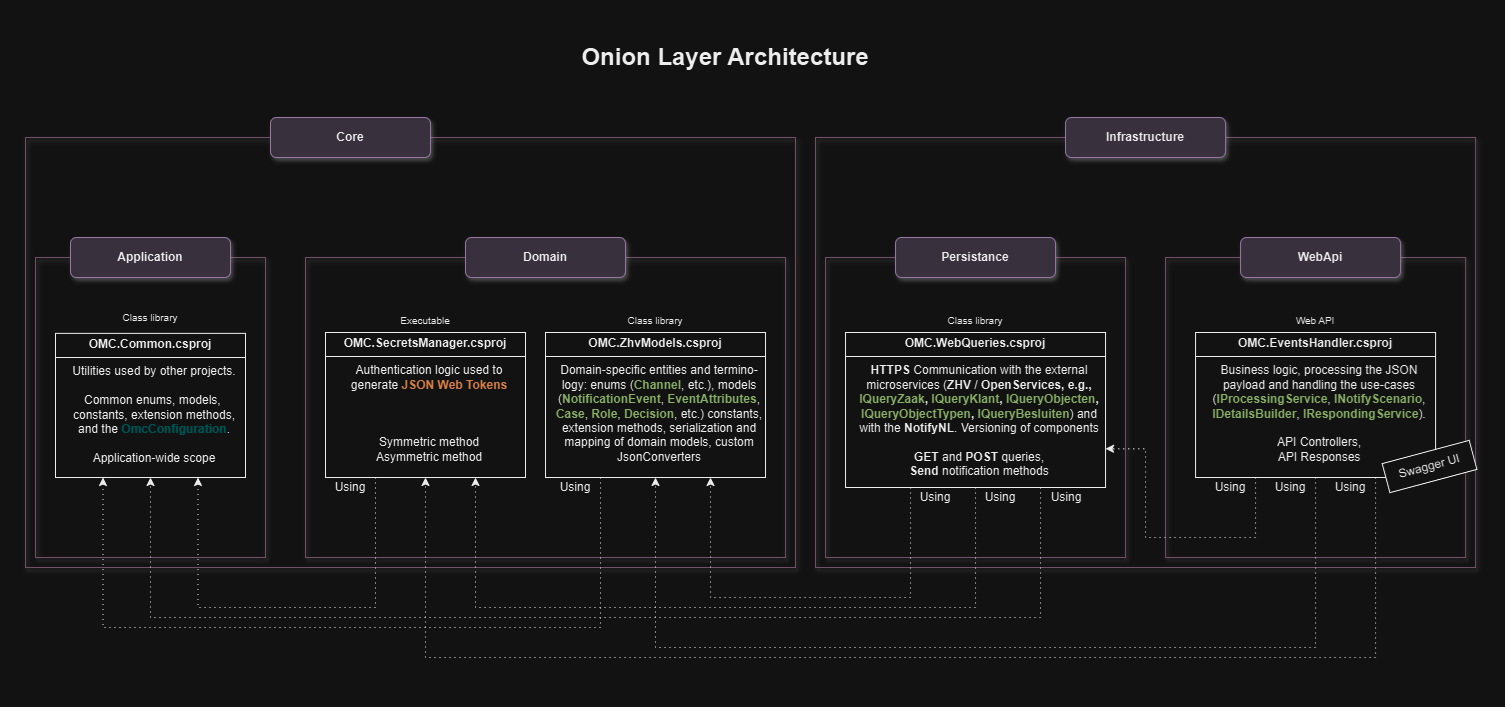 Onion Layer Architecture
Core
Infrastructure
Application
Domain
Persistance
WebApi
Class library
OMC.Common.csproj
Utilities used by other projects.
Common enums, models,
constants, extension methods,
and the OmcConfiguration.
Application-wide scope
Executable
OMC.SecretsManager.csproj
Authentication logic used to
generate JSON Web Tokens
Symmetric method
Asymmetric method
Using
Class library
OMC.ZhvModels.csproj
Domain-specific entities and termino-
logy: enums (Channel, etc.), models
(NotificationEvent, EventAttributes,
Case, Role, Decision, etc.) constants,
extension methods, serialization and
mapping of domain models, custom
JsonConverters
Using
Class library
OMC.WebQueries.csproj
HTTPS Communication with the external
microservices (ZHV / OpenServices, e.g.,
IQueryZaak, IQueryKlant, IQueryObjecten,
IQueryObjectTypen, IQueryBesluiten) and
with the NotifyNL. Versioning of components
GET and POST queries,
Send notification methods
Using
Using
Using
Web API
OMC.EventsHandler.csproj
Business logic, processing the JSON
payload and handling the use-cases
(IProcessingService, INotifyScenario,
IDetailsBuilder, IRespondingService).
API Controllers,
API Responses
Swagger UI
Using
Using
Using